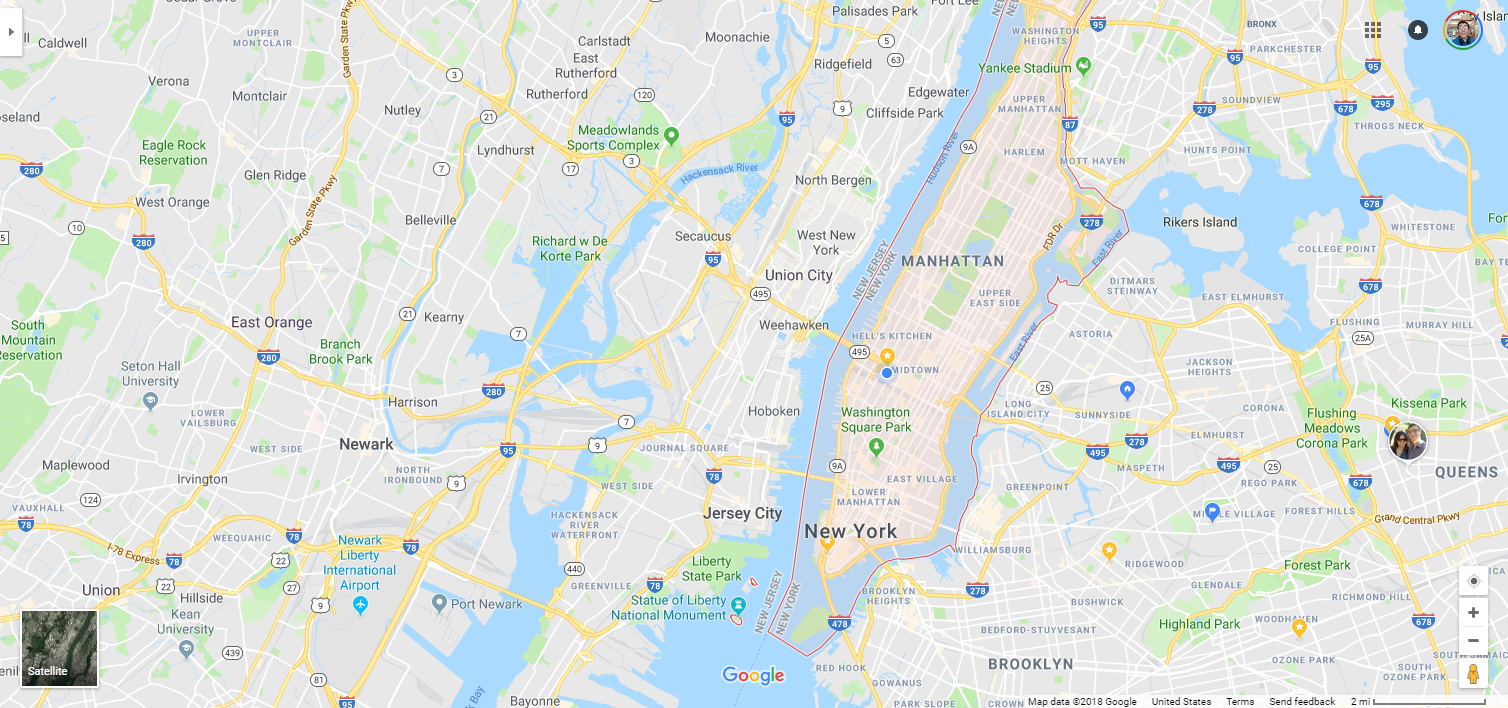 Caldwell
UPPER
MONTCLAIR
Garden State Pkwy
Carlstadt
Moonachie
Palisades Park
Fort Lee
WASHINGTON
HEIGHTS
BRONX
PARKCHESTER
Verona
3
East
Rutherford
Ridgefield
5
63
95
Yankee Stadium
Montclair
Nutley
Rutherford
120
Edgewater
9
Cliffside Park
UPPER
MANHATTAN
278
SOUNDVIEW
678
295
21
Meadowlands
Sports Complex
95
87
THROGS NECK
Eagle Rock
Reservation
Lyndhurst
3
9A
HARLEM
MOTT HAVEN
HUNTS POINT
280
Glen Ridge
7
17
Hackensack River
North Bergen
Hudson River
West Orange
Garden State Pkwy
Belleville
678
10
280
Richard w De
Korte Park
Secaucus
West New
York
FDR Dr.
278
Rikers Island
WHITESTONE
95
Union City
NEW JERSEY
NEW YORK
MANHATTAN
East River
COLLEGE POINT
495
UPPER
EAST SIDE
DITMARS
STEINWAY
EAST ELMHURST
678
South
Mountain
Reservation
East Orange
21
Kearny
7
Weehawken
HELL'S KITCHEN
East River
ASTORIA
FLUSHING
MURRAY HILL
25A
Branch
Brook Park
280
495
MIDTOWN
JACKSON
HEIGHTS
Seton Hall
University
280
Harrison
Hoboken
Washington
Square Park
LONG
ISLAND CITY
25
SUNNYSIDE
CORONA
Flushing
Meadows
Corona Park
Kissena Park
LOWER
VAILSBURG
7
Newark
WEST SIDE
95
9
JOURNAL SQUARE
278
495
ELMHURST
495
Maplewood
NORTH
IRONBOUND
9
78
9A
EAST VILLAGE
MASPETH
25
REGO PARK
678
QUEENS
Irvington
WEST SIDE
LOWER
MANHATTAN
GREENPOINT
124
VAUXHALL
78
WEEQUAHIC
78
HACKENSACK
RIVER
WATERFRONT
Jersey City
New York
MIDDLE VILLAGE
FOREST HILLS
Grand Central Pkwy
I-78 Express
78
22
Newark
Liberty
International
Airport
78
440
Liberty
State Park
WILLIAMSBURG
RIDGEWOOD
Forest Park
Union
22
Hillside
27
9
GREENVILLE
78
Statue of Liberty
National Monument
NEW JERSEY
NEW YORK
BROOKLYN
HEIGHTS
278
GLENDALE
RICHMOND HILL
Kean
University
Port Newark
478
BUSHWICK
BEDFORD-STUYVESANT
Highland Park
WOODHAVEN
678
439
Satellite
81
95
Bayonne
Google
RED HOOK
GOWANUS
PARK SLOPE
BROOKLYN
OZONE PARK
SOUTH
OZONE PARK
Map data ©2018 Google
United States
Terms
Send feedback
2 mi